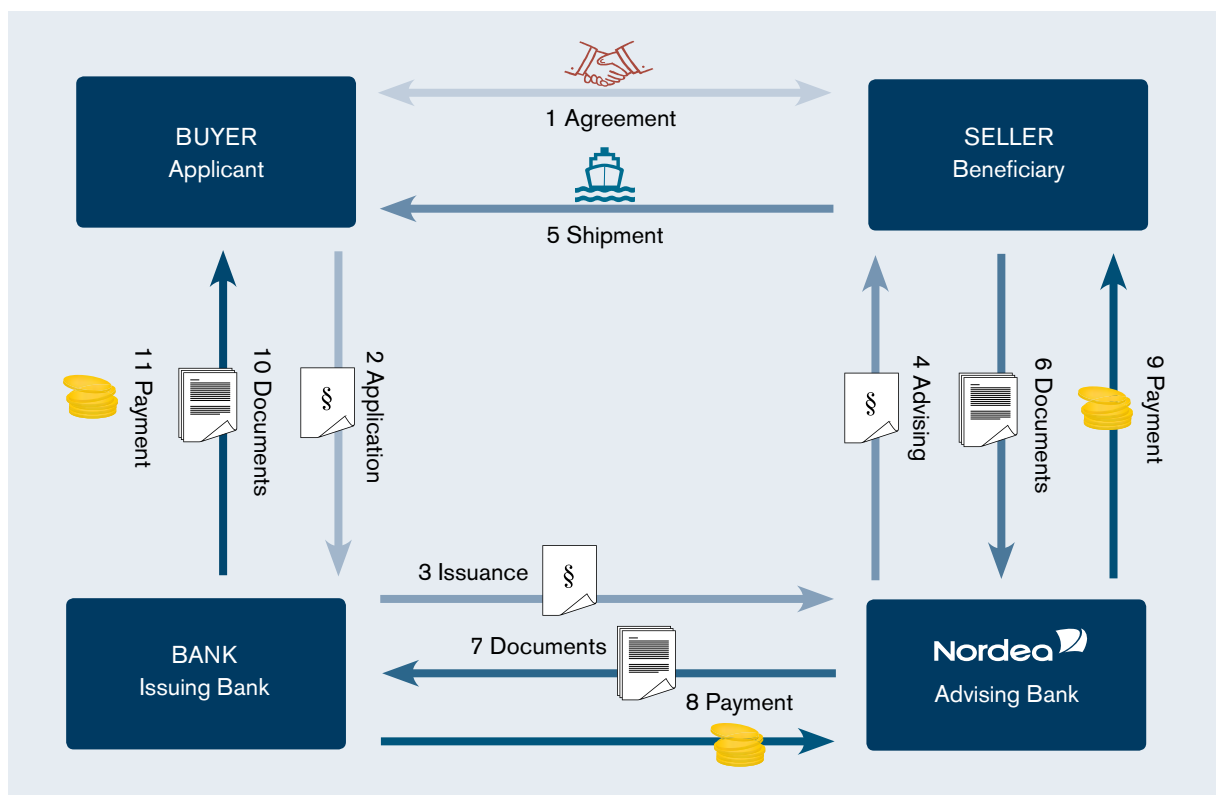 1 Agreement
BUYER
Applicant
SELLER
Beneficiary
5 Shipment
11 Payment
10 Documents
2 Application
§
4 Advising
§
6 Documents
9 Payment
3 Issuance
§
7 Documents
BANK
Issuing Bank
8 Payment
Nordea
Advising Bank